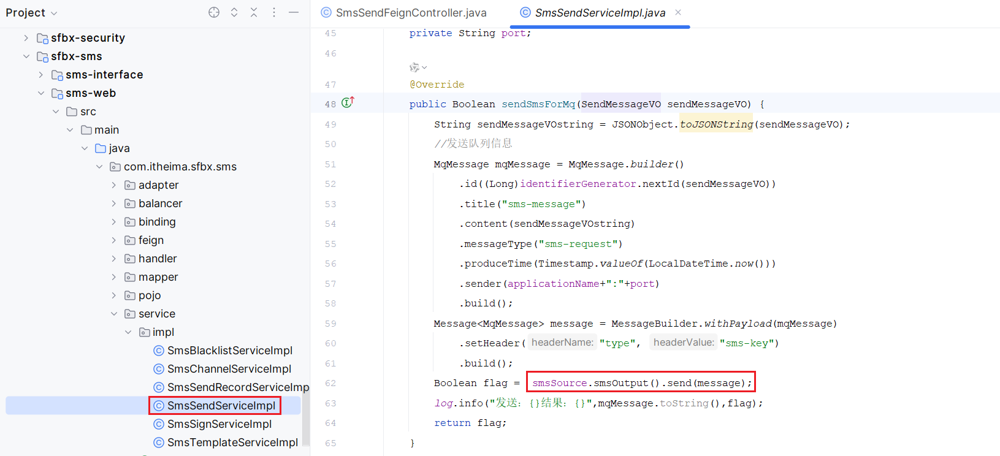 Project
sfbx-security
sfbx-sms
sms-interface
sms-web
src
main
java
com.itheima.sfbx.sms
adapter
balancer
binding
feign
handler
mapper
pojo
service
impl
SmsBlacklistServiceImpl
SmsChannelServiceImpl
SmsSendRecordServiceImp
SmsSendServiceImpl
SmsSignServiceImpl
SmsTemplateServiceImpl
SmsSendFeignController.java
SmsSendServiceImpl.java
45 private String port;
46
47 @Override
48 public Boolean sendSmsForMq(SendMessageVO sendMessageVO) {
49 String sendMessageVOstring = JSONObject.toJSONString(sendMessageVO);
50 //发送队列信息
51 MqMessage mqMessage = MqMessage.builder()
52 .id((Long)identifierGenerator.nextId(sendMessageVO))
53 .title("sms-message")
54 .content(sendMessageVOstring)
55 .messageType("sms-request")
56 .produceTime(Timestamp.valueOf(LocalDateTime.now()))
57 .sender(applicationName+":"+port)
58 .build();
59 Message<MqMessage> message = MessageBuilder.withPayload(mqMessage)
60 .setHeader( headerName: "type", headerValue: "sms-key")
61 .build();
62 Boolean flag = smsSource.smsOutput().send(message);
63 log.info("发送：{}结果：{}",mqMessage.toString(),flag);
64 return flag;
65 }